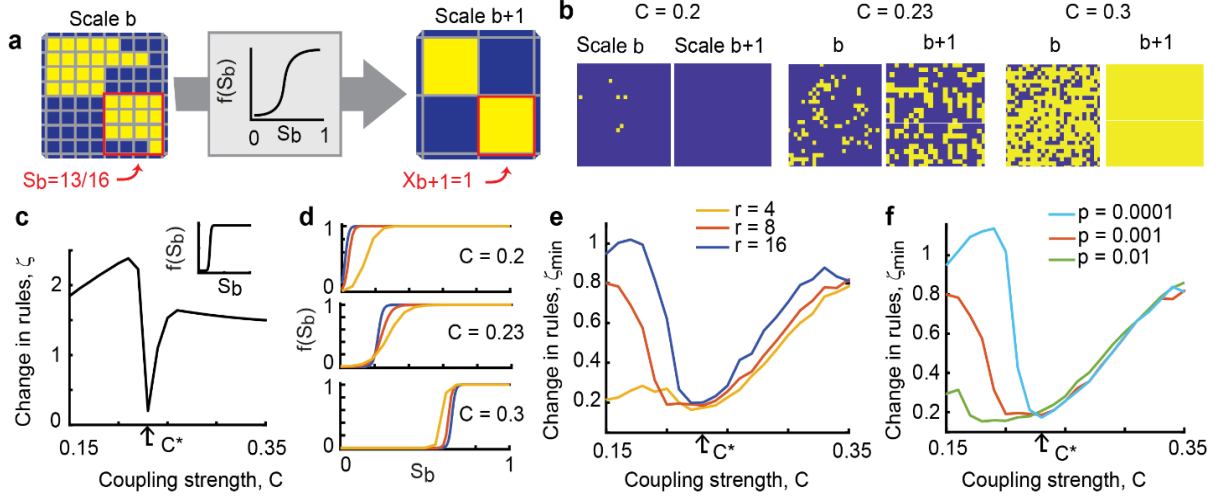 a
Scale b
f(Sb)
0 Sb 1
Scale b+1
Sb=13/16
Xb+1=1
b
C = 0.2
C = 0.23
C = 0.3
Scale b
Scale b+1
b
b+1
b
b+1
c
Change in rules, ζ
2
1
0
f(Sb)
Sb
C*
0.15
0.35
Coupling strength, C
d
f(Sb)
1
0
C = 0.2
1
0
C = 0.23
1
0
C = 0.3
0 Sb 1
e
r = 4
r = 8
r = 16
Change in rules, ζmin
1
0.8
0.6
0.4
0.2
C*
0.15
0.35
Coupling strength, C
f
p = 0.0001
p = 0.001
p = 0.01
Change in rules, ζmin
1
0.8
0.6
0.4
0.2
C*
0.15
0.35
Coupling strength, C